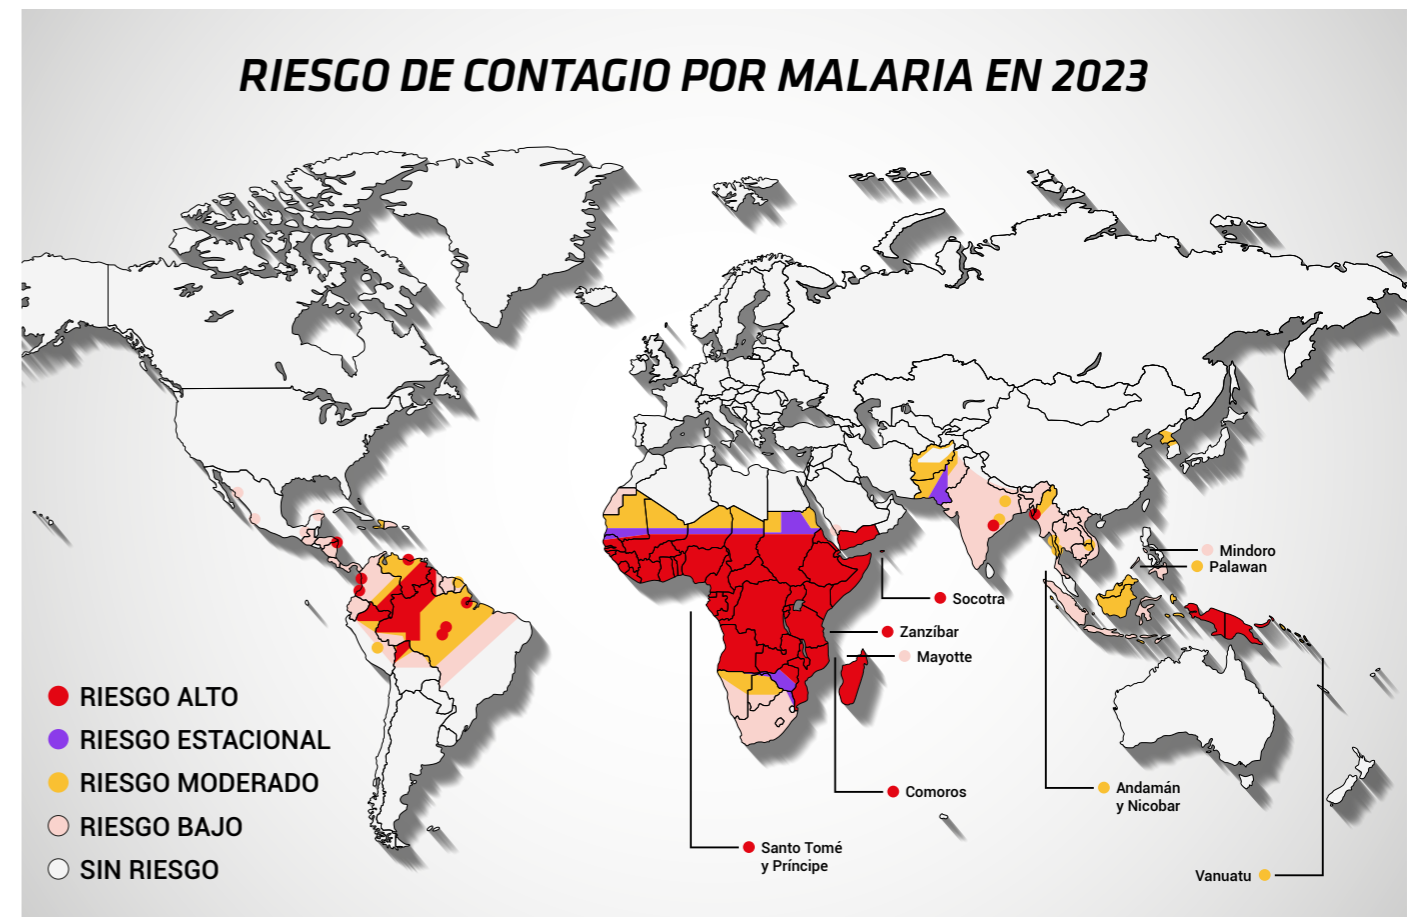 RIESGO DE CONTAGIO POR MALARIA EN 2023
Mindoro
Palawan
Socotra
Zanzíbar
Mayotte
RIESGO ALTO
RIESGO ESTACIONAL
RIESGO MODERADO
RIESGO BAJO
SIN RIESGO
Comoros
Andamán
y Nicobar
Santo Tomé
y Príncipe
Vanuatu